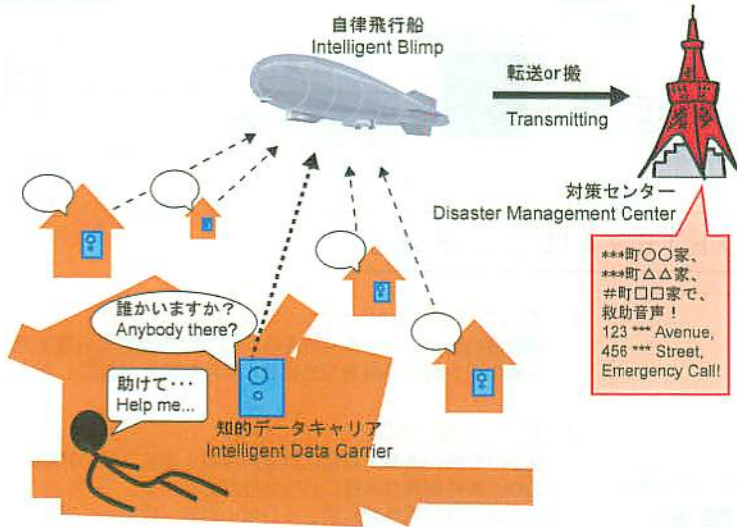 自律飛行船
Intelligent Blimp
転送or搬
Transmitting
対策センター
Disaster Management Center
***町〇〇家、
***町△△家、
#町□□家で、
救助音声！
123 *** Avenue,
456 *** Street,
Emergency Call!
誰かいますか？
Anybody there?
助けて・・・
Help me...
知的データキャリア
Intelligent Data Carrier